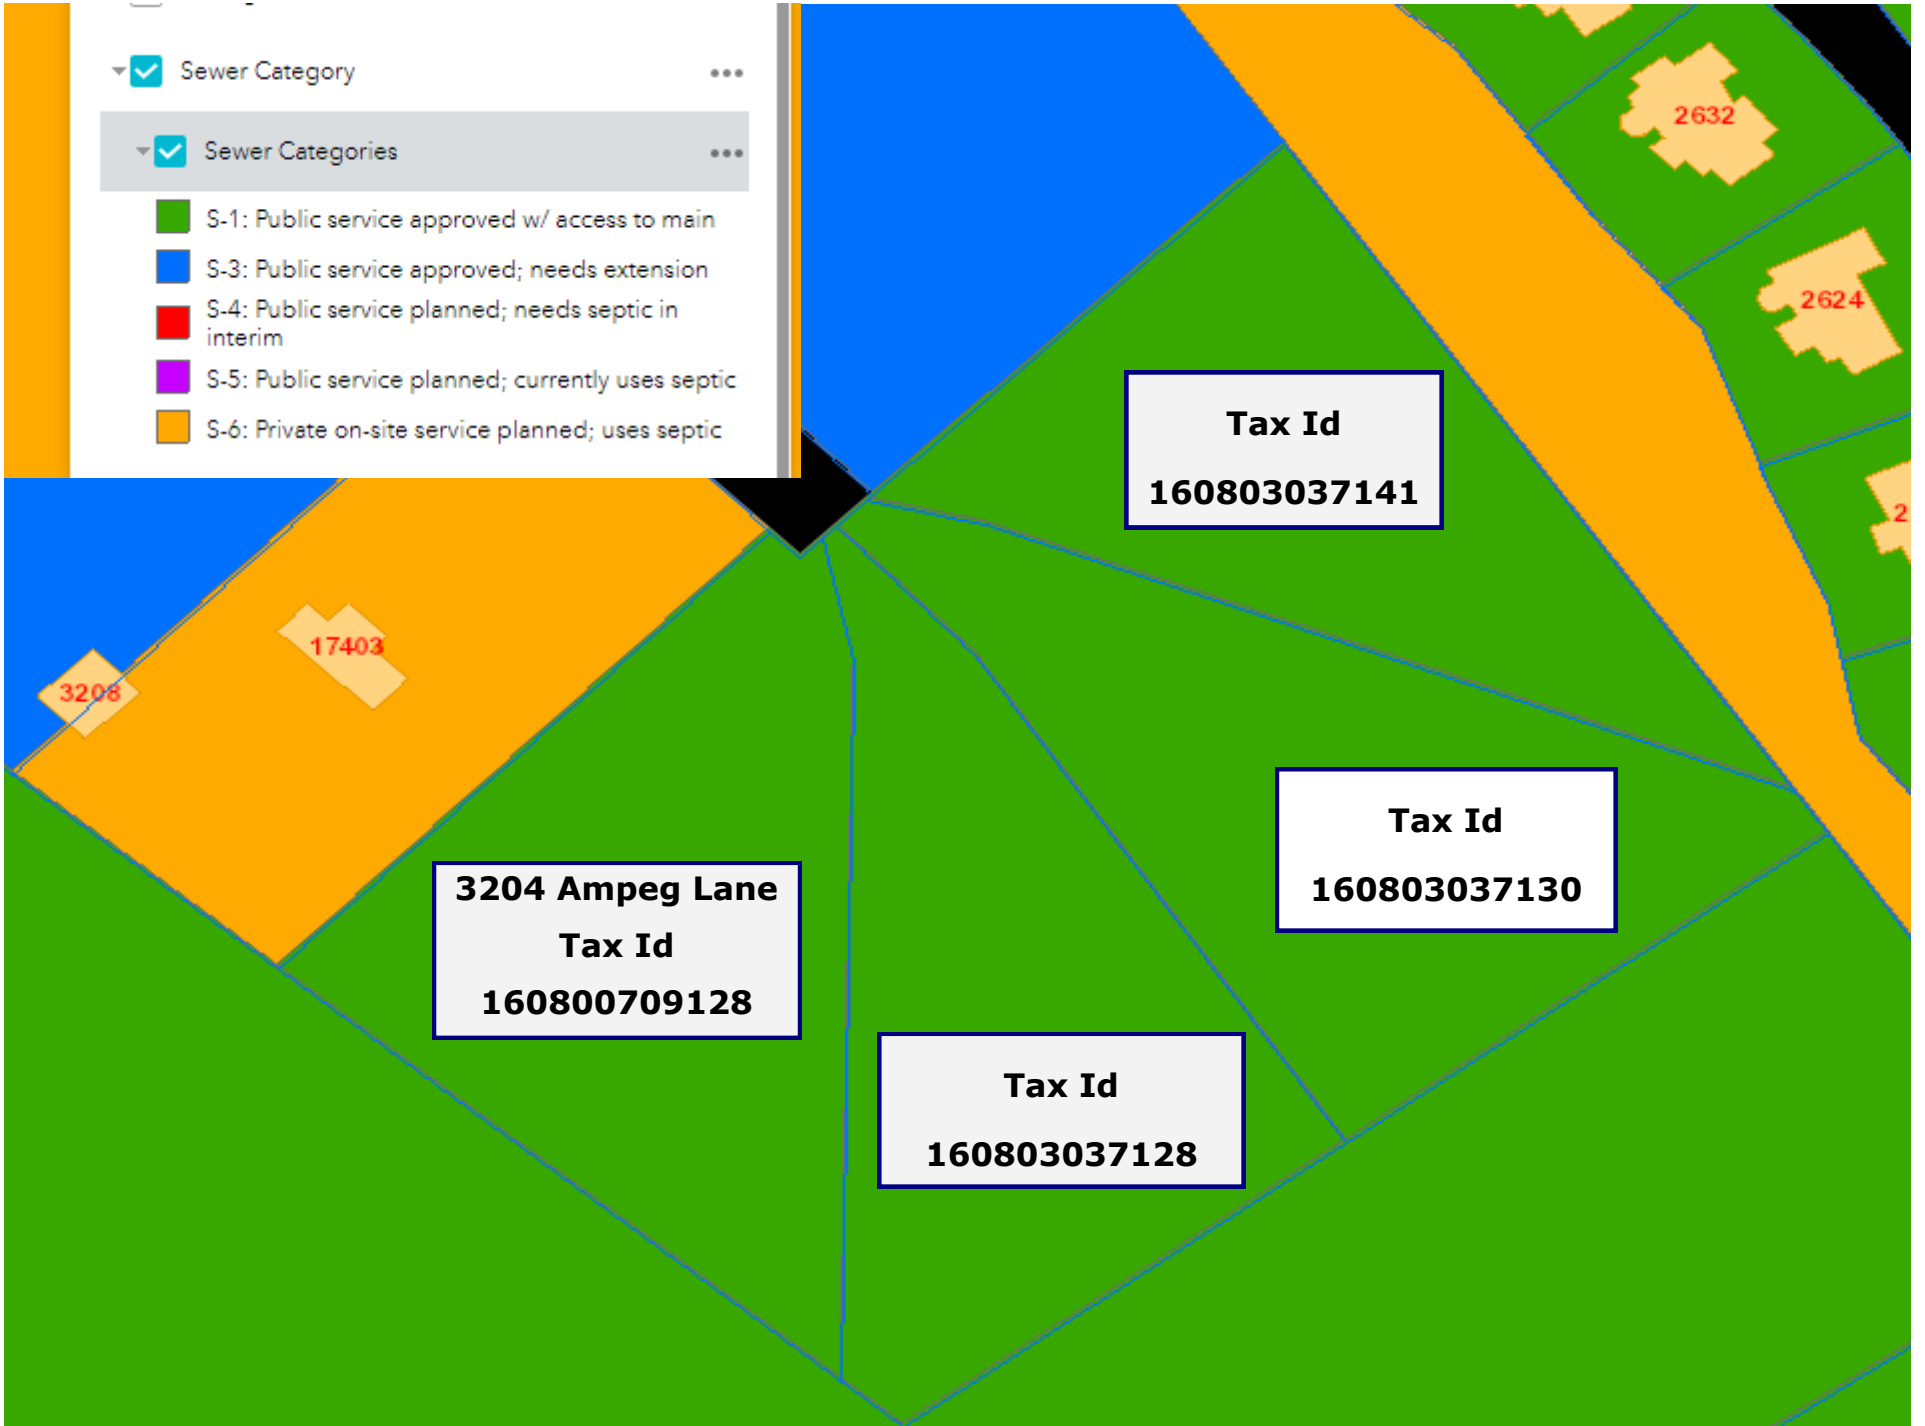 Sewer Category
Sewer Categories
S-1: Public service approved w/ access to main
S-3: Public service approved; needs extension
S-4: Public service planned; needs septic in
interim
S-5: Public service planned; currently uses septic
S-6: Private on-site service planned; uses septic
2632
2624
2
Tax Id
160803037141
17403
3208
Tax Id
160803037130
3204 Ampeg Lane
Tax Id
160800709128
Tax Id
160803037128